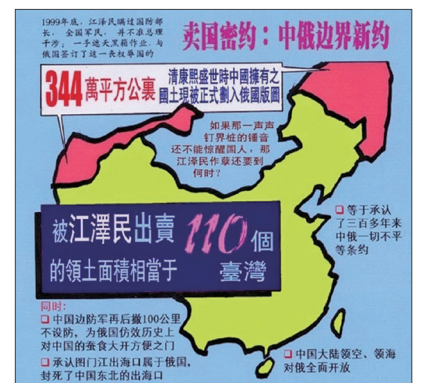 1999年底，江泽民瞒过国防部
长，全国军民，并不准总理
干涉，一手遮天黑箱作业，与
俄国签订了这一丧权辱国的
卖国密约：中俄边界新约
344萬平方公裏
清康熙盛世時中國擁有之
國土現被正式劃入俄國版圖
如果那一声声
钉界桩的锤音
还不能惊醒国人，那
江泽民作孽还要到
何时？
被江澤民出賣110個
的領土面積相當于臺灣
等于承认
了三百多年来
中俄一切不平
等条约
同时：
中国边防军再后撤100公里
不设防，为俄国仿效历史上
对中国的蚕食大开方便之门
承认图门江出海口属于俄国，
封死了中国东北的出海口
中国大陆领空、领海
对俄全面开放